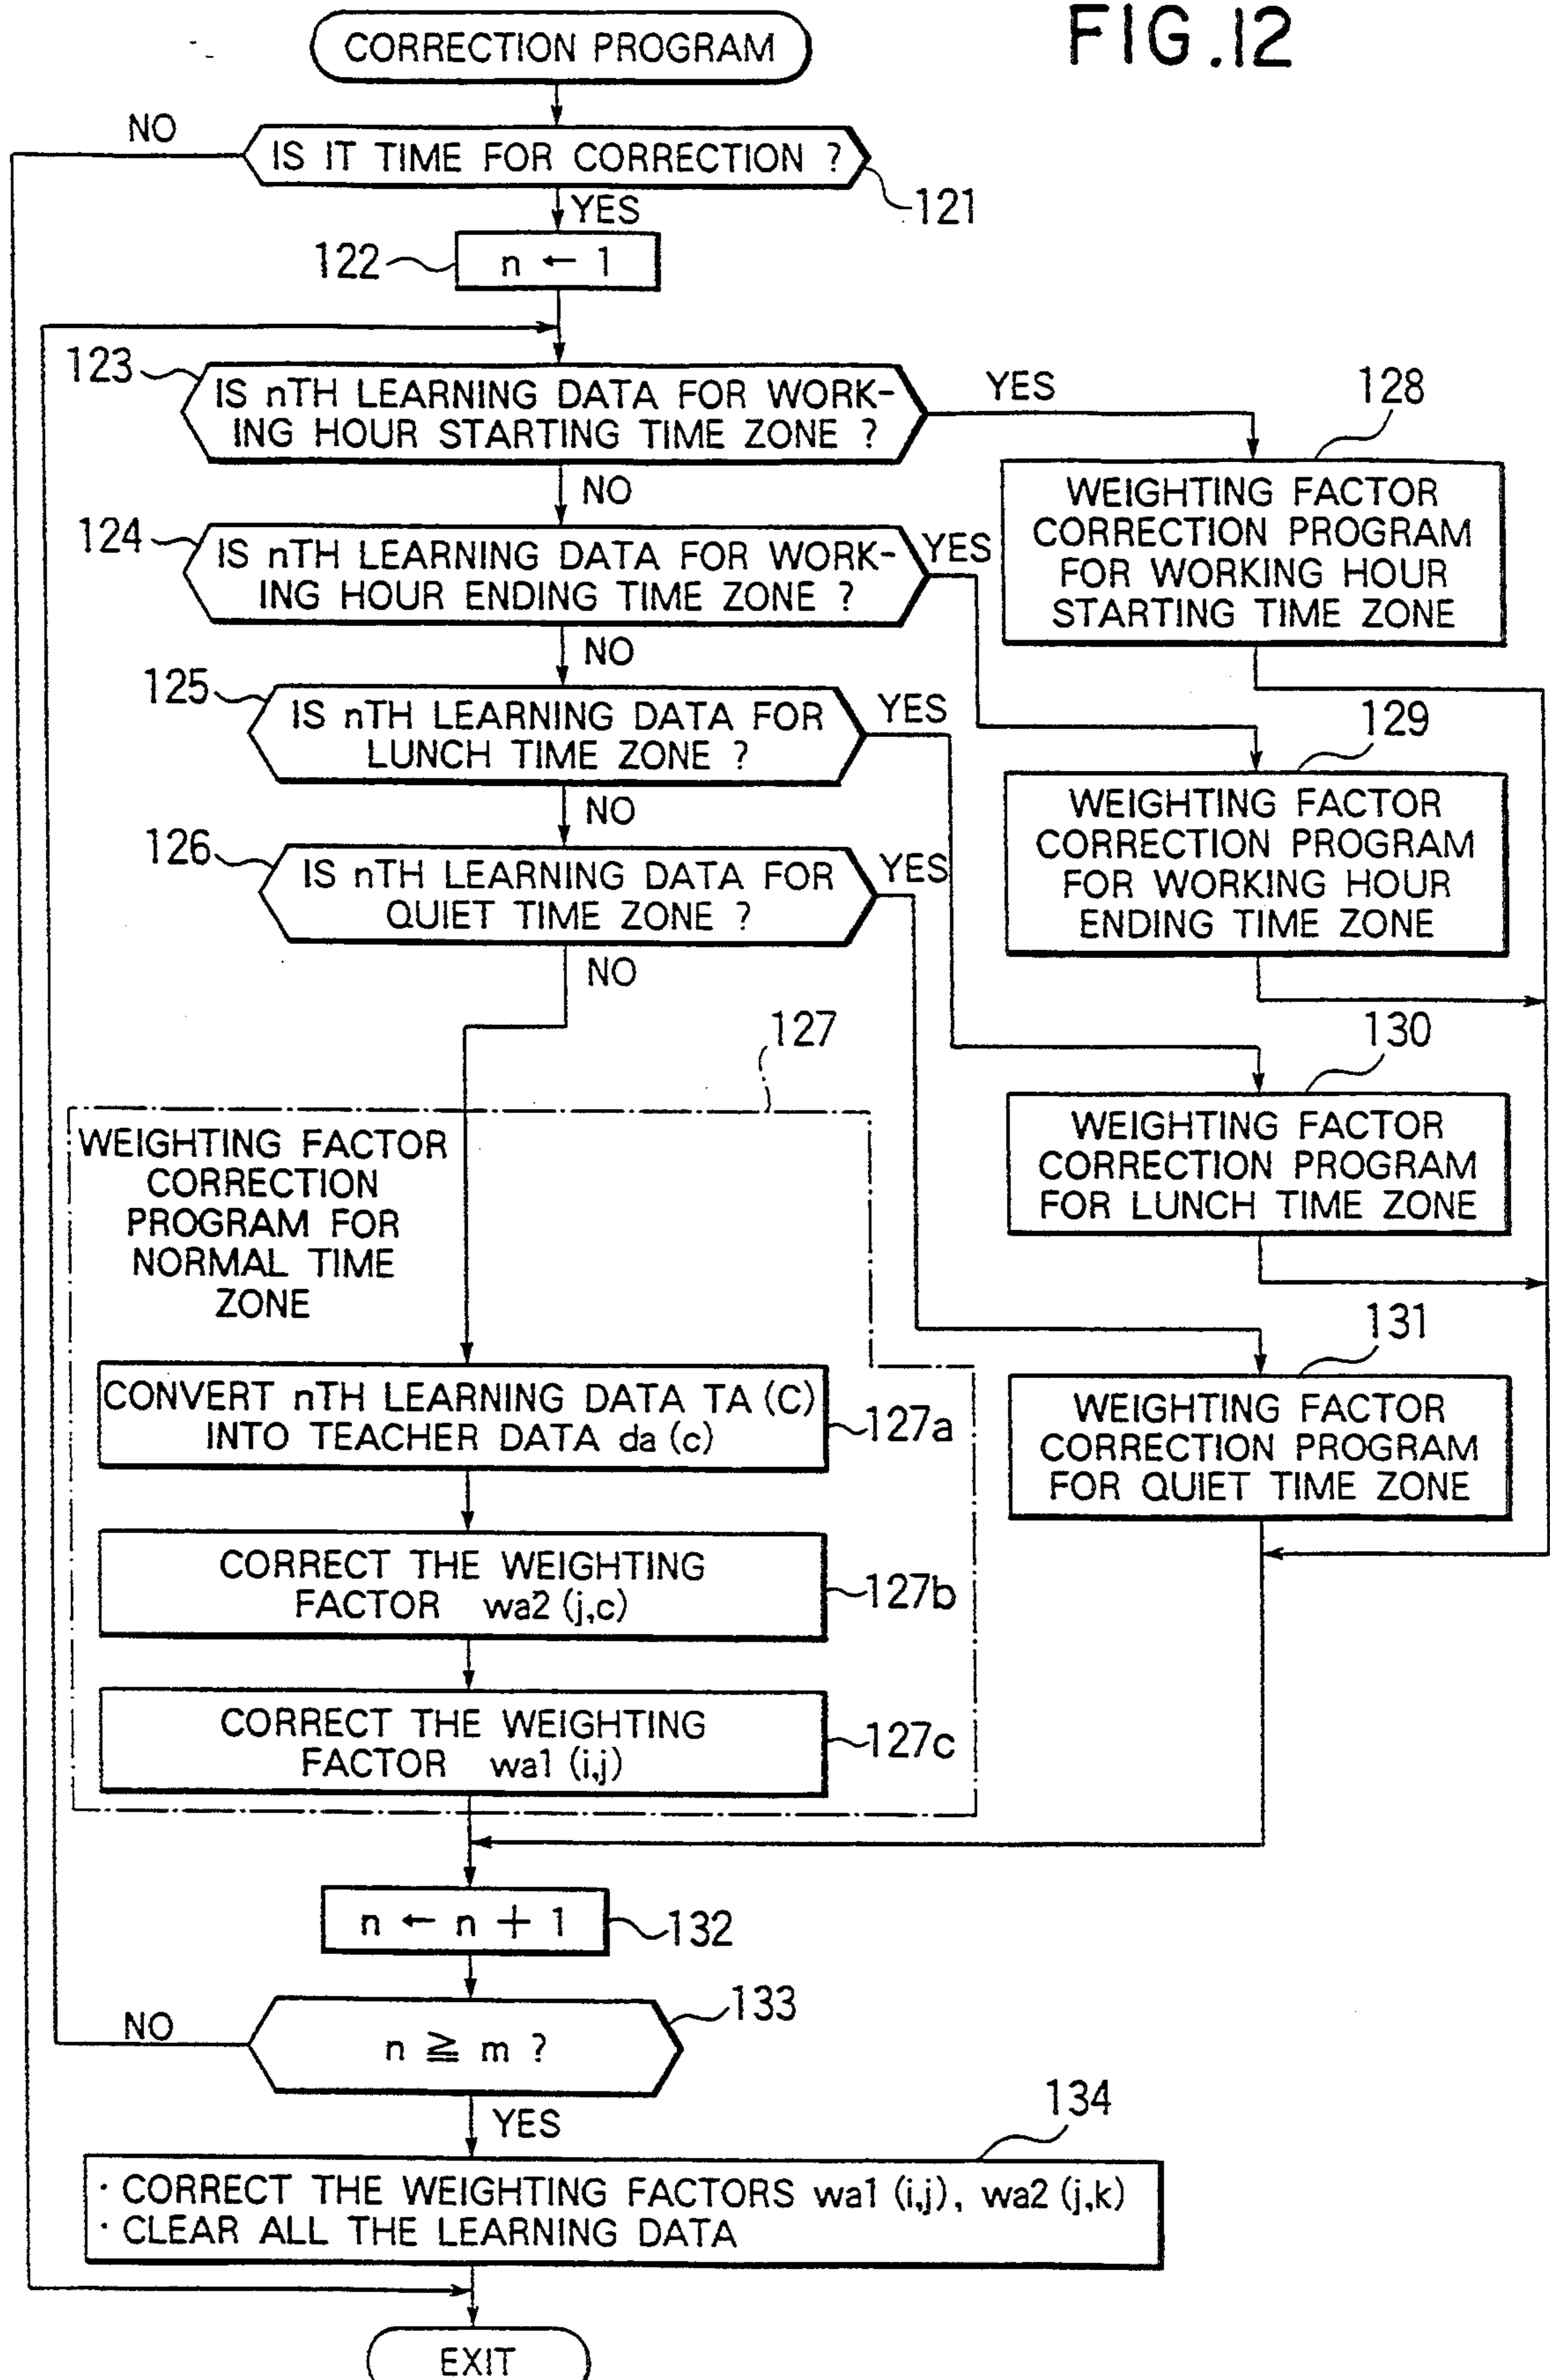 FIG.12
CORRECTION PROGRAM
NO
IS IT TIME FOR CORRECTION ?
121
YES
122
n ← 1
123
IS nTH LEARNING DATA FOR WORK-
ING HOUR STARTING TIME ZONE ?
YES
128
NO
WEIGHTING FACTOR
CORRECTION PROGRAM
FOR WORKING HOUR
STARTING TIME ZONE
124
IS nTH LEARNING DATA FOR WORK-
ING HOUR ENDING TIME ZONE ?
YES
NO
125
IS nTH LEARNING DATA FOR
LUNCH TIME ZONE ?
YES
129
NO
WEIGHTING FACTOR
CORRECTION PROGRAM
FOR WORKING HOUR
ENDING TIME ZONE
126
IS nTH LEARNING DATA FOR
QUIET TIME ZONE ?
YES
NO
127
130
WEIGHTING FACTOR
CORRECTION PROGRAM
FOR LUNCH TIME ZONE
WEIGHTING FACTOR
CORRECTION
PROGRAM FOR
NORMAL TIME
ZONE
131
WEIGHTING FACTOR
CORRECTION PROGRAM
FOR QUIET TIME ZONE
CONVERT nTH LEARNING DATA TA (C)
INTO TEACHER DATA da (c)
127a
CORRECT THE WEIGHTING
FACTOR wa2 (j,c)
127b
CORRECT THE WEIGHTING
FACTOR wa1 (i,j)
127c
n ← n + 1
132
133
NO
n ≧ m ?
YES
134
· CORRECT THE WEIGHTING FACTORS wa1 (i,j), wa2 (j,k)
· CLEAR ALL THE LEARNING DATA
EXIT